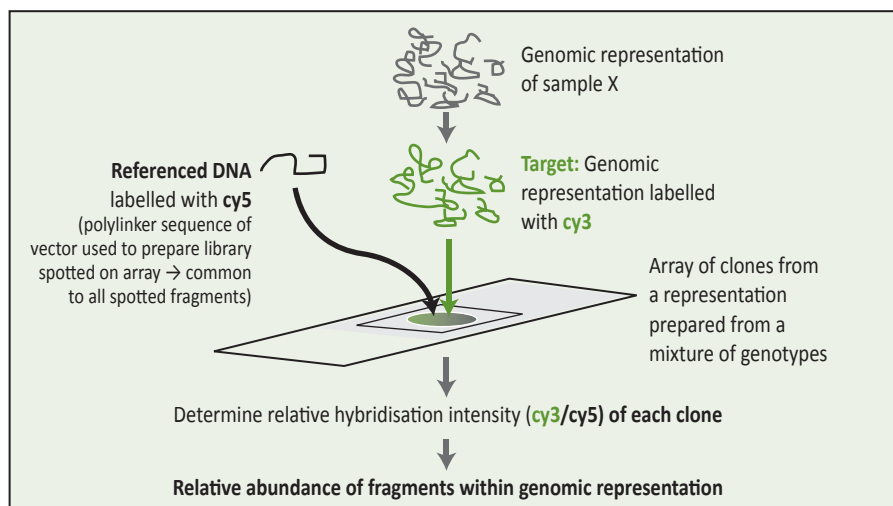 Genomic representation
of sample X
Referenced DNA
labelled with cy5
(polylinker sequence of
vector used to prepare library
spotted on array → common
to all spotted fragments)
Target: Genomic
representation labelled
with cy3
Array of clones from
a representation
prepared from a
mixture of genotypes
Determine relative hybridisation intensity (cy3/cy5) of each clone
Relative abundance of fragments within genomic representation